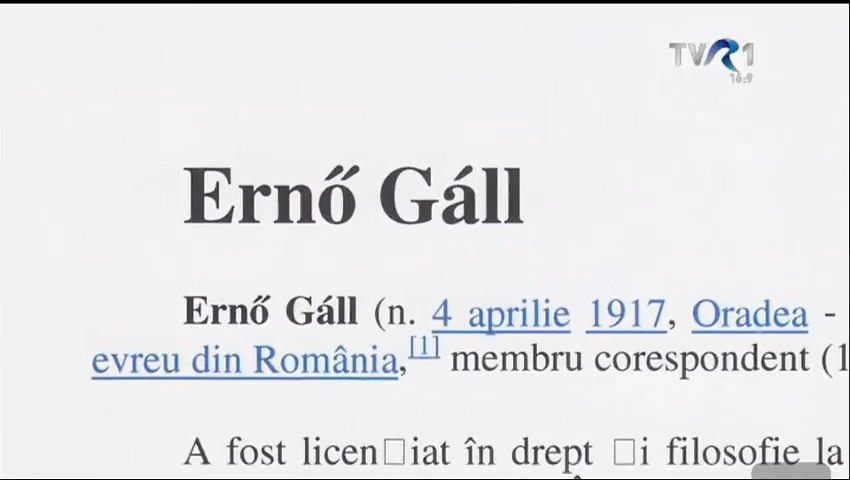 TVR1
16:9
Ernő Gáll
Ernő Gáll (n. 4 aprilie 1917, Oradea -
evreu din România,[1] membru corespondent (1
A fost licen□iat în drept □i filosofie la